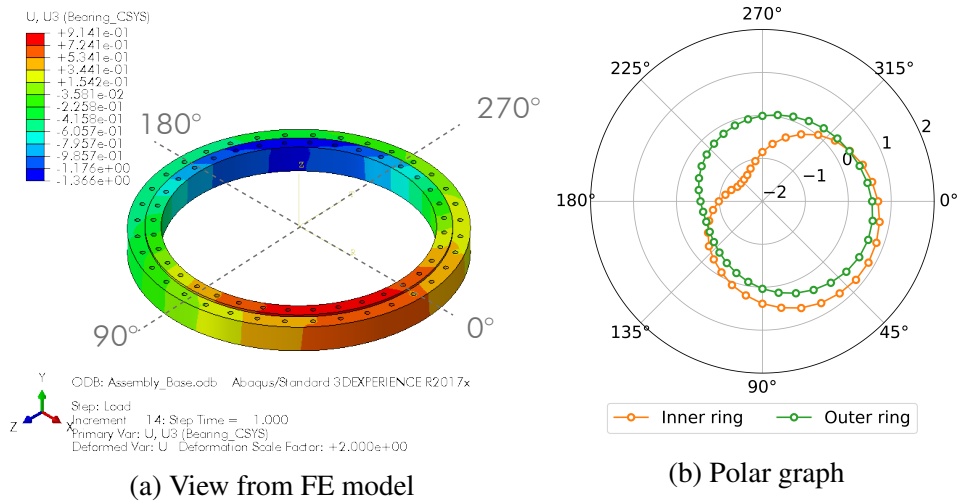 U, U3 (Bearing_CSYS)
+9.141e-01
+7.241e-01
+5.341e-01
+3.441e-01
+1.542e-01
-3.581e-02
-2.258e-01
-4.158e-01
-6.057e-01
-7.957e-01
-9.857e-01
-1.176e+00
-1.366e+00
180°
270°
90°
0°
z
Y
Z
X
ODB: Assembly_Base.odb Abaqus/Standard 3DEXPERIENCE R2017x
Step: Load
Increment 14: Step Time = 1.000
Primary Var: U, U3 (Bearing_CSYS)
Deformed Var: U Deformation Scale Factor: +2.000e+00
(a) View from FE model
270°
225°
315°
2
1
0
-1
-2
180°
0°
135°
45°
90°
Inner ring
Outer ring
(b) Polar graph